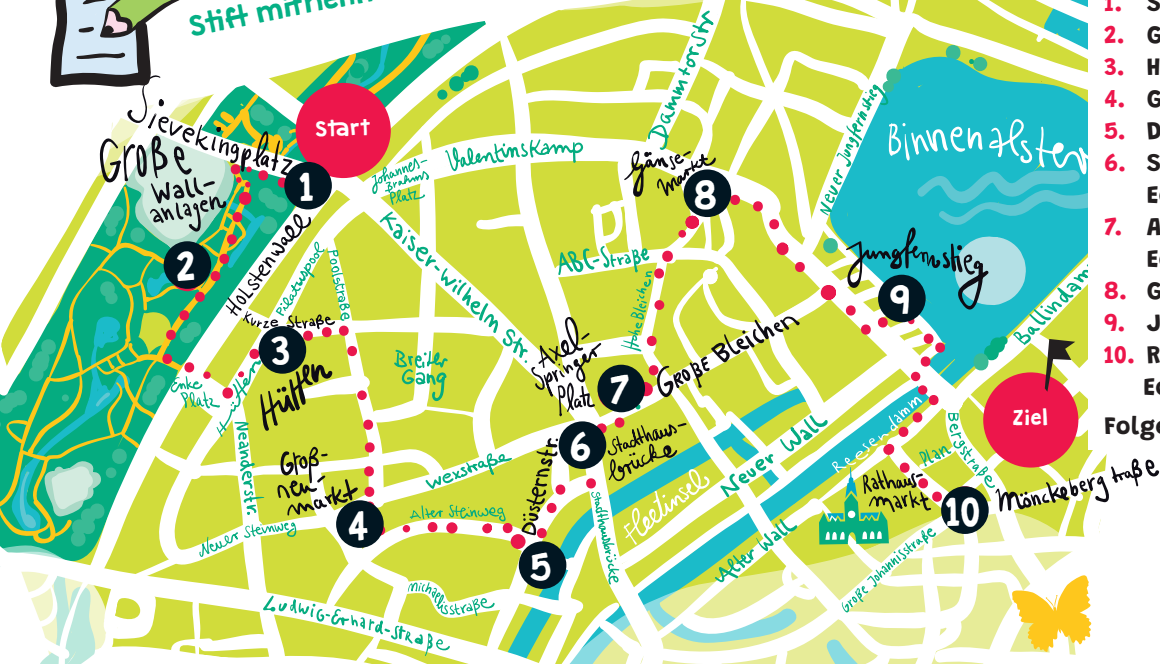 Stift
Sievekingplatz
Start
1
Große
Wall-
anlagen
2
Holstenwall
Pilatuspool
Poolstraße
Kurze Straße
3
Hütten
Enke
Platz
Neanderstr.
Groß-
neu-
markt
4
Neuer Steinweg
Alter Steinweg
Wexstraße
Breiter
Gang
Johannes-
Brahms
Platz
Valentinskamp
Kaiser-Wilhelm Str.
Dammtorstr
Gänse-
markt
8
ABC-Straße
Hohe Bleichen
Axel-
Springer
Platz
7
Große Bleichen
6
Stadthaus-
brücke
Düsternstr.
5
Stadthausbrücke
Fleetinsel
Neuer Wall
Alter Wall
Michaelisstraße
Ludwig-Erhard-Straße
Neuer Jungfernstieg
Binnenalster
Jungfernstieg
9
Ballindam
Ziel
Reesendamm
Bergstraße
Plan
Rathaus-
markt
10
Mönckeberg traße
Große Johannisstraße
1. S
2. G
3. H
4. G
5. D
6. S
E
7. A
E
8. G
9. J
10. R
E
Folge